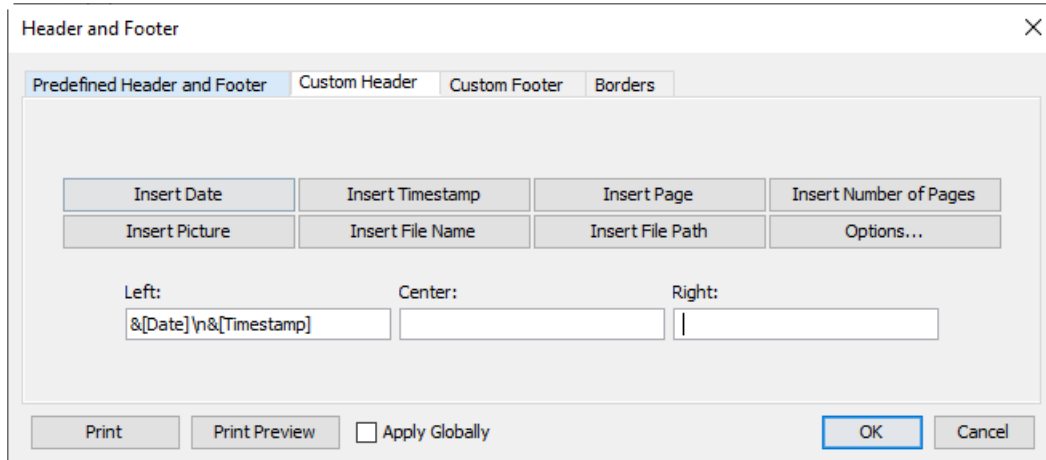 Header and Footer
Predefined Header and Footer Custom Header Custom Footer Borders
Insert Date Insert Timestamp Insert Page Insert Number of Pages
Insert Picture Insert File Name Insert File Path Options...
Left: Center: Right:
&[Date]\n&[Timestamp]
Print Print Preview Apply Globally OK Cancel